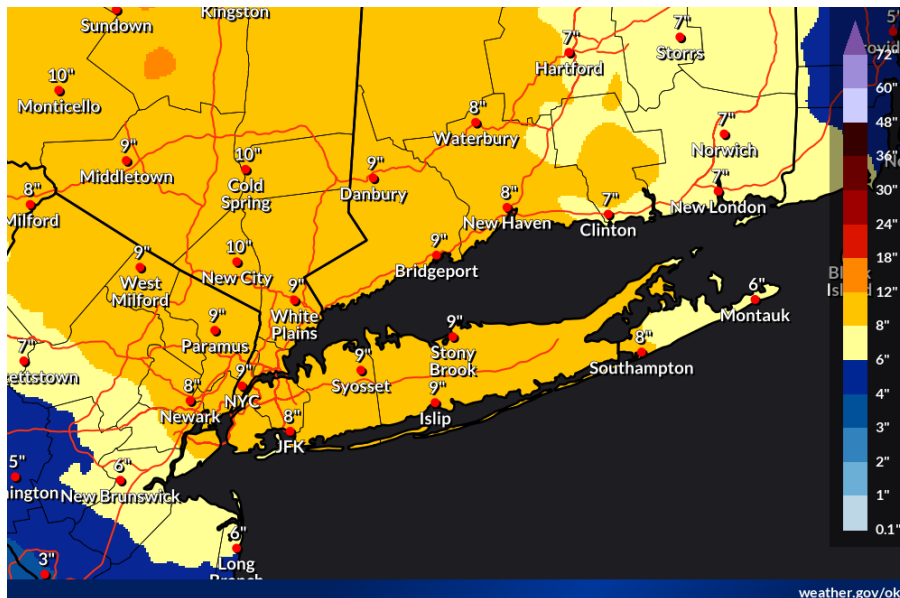 Sundown
Kingston
5"
10"
Monticello
7"
Hartford
7"
Storrs
72"
60"
48"
36"
30"
24"
18"
12"
8"
6"
4"
3"
2"
1"
0.1"
8"
Waterbury
7"
Norwich
9"
Middletown
10"
Cold
Spring
9"
Danbury
8"
Milford
8"
New Haven
7"
Clinton
7"
New London
9"
West
Milford
10"
New City
9"
Bridgeport
9"
White
Plains
6"
Montauk
9"
Paramus
9"
Stony
Brook
8"
Southampton
7"
ettstown
9"
NYC
9"
Syosset
8"
Newark
8"
JFK
9"
Islip
5"
ington
6"
New Brunswick
6"
Long
Branch
3"
weather.gov/ok